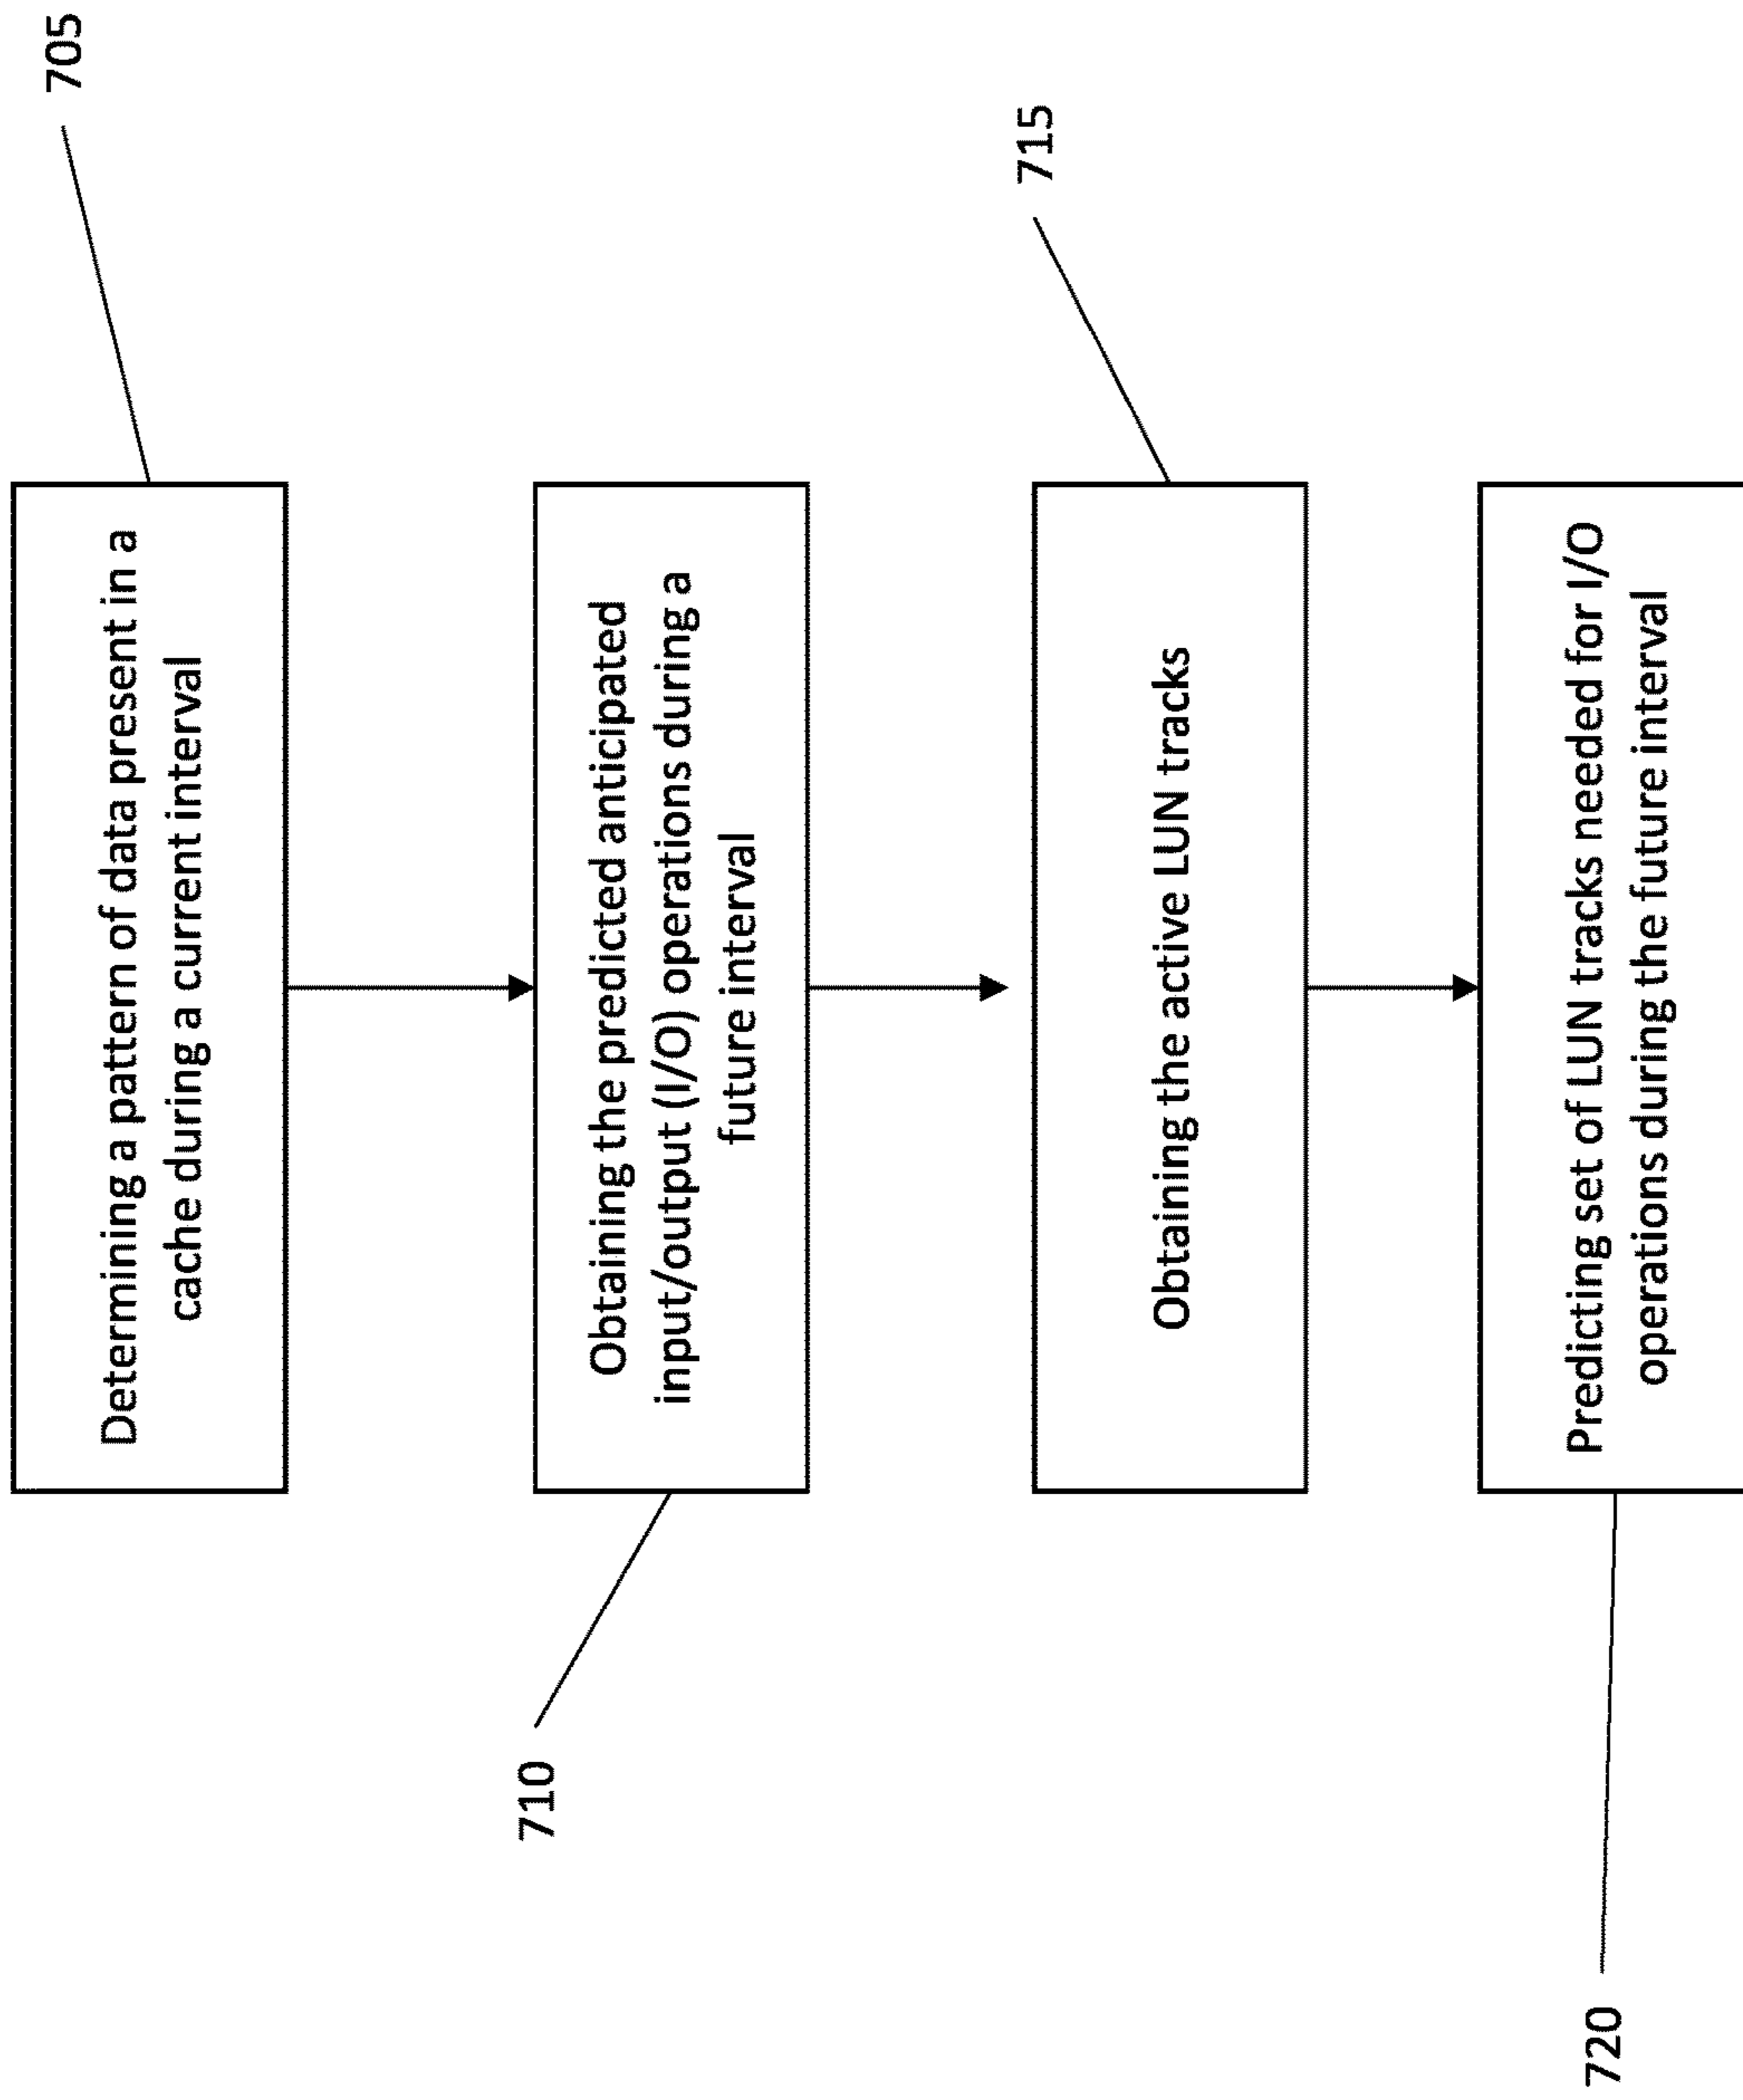 705
Determining a pattern of data present in a
cache during a current interval
710
Obtaining the predicted anticipated
input/output (I/O) operations during a
future interval
715
Obtaining the active LUN tracks
720
Predicting set of LUN tracks needed for I/O
operations during the future interval